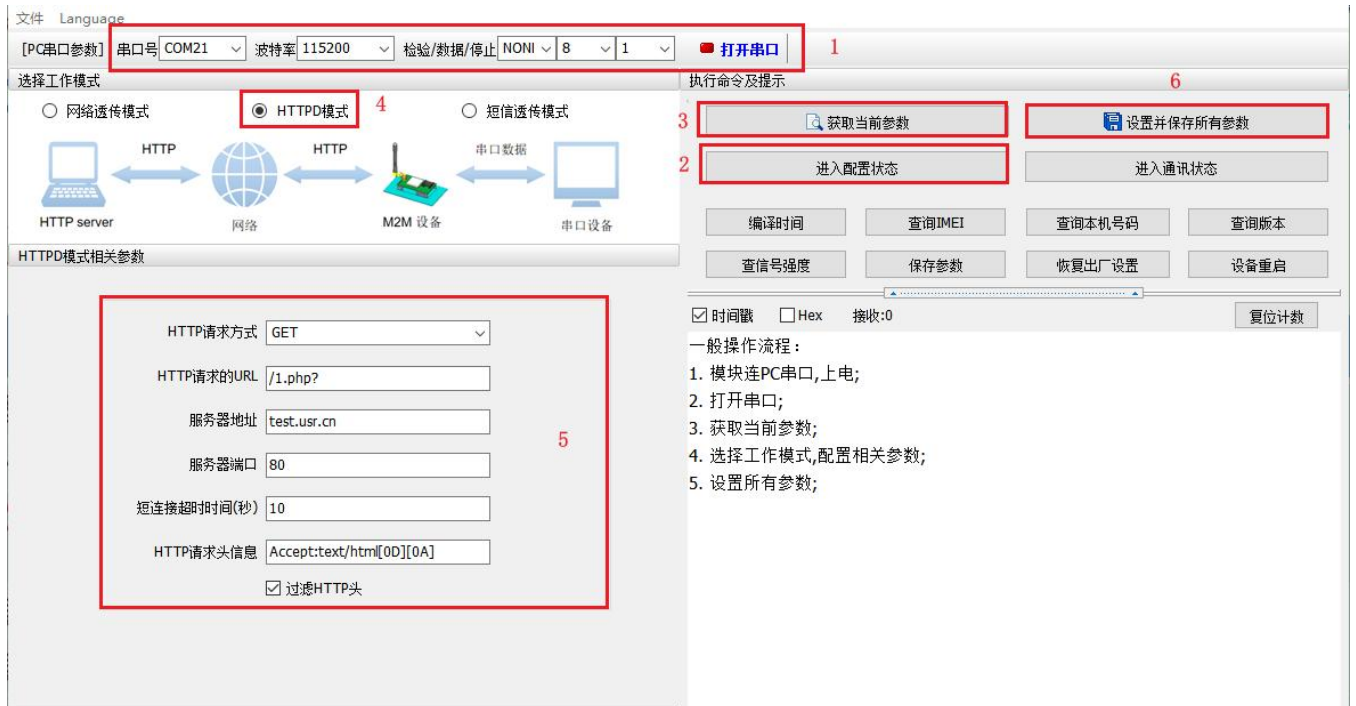 文件 Language
[PC串口参数] 串口号 COM21 波特率 115200 检验/数据/停止 NONI 8 1 打开串口 1
选择工作模式
网络透传模式 HTTPD模式 4 短信透传模式
HTTP HTTP 串口数据
HTTP server 网络 M2M 设备 串口设备
HTTPD模式相关参数
HTTP请求方式 GET
HTTP请求的URL /1.php?
服务器地址 test.usr.cn
5
服务器端口 80
短连接超时时间(秒) 10
HTTP请求头信息 Accept:text/html[0D][0A]
过滤HTTP头
执行命令及提示 6
3 获取当前参数 设置并保存所有参数
2 进入配置状态 进入通讯状态
编译时间 查询IMEI 查询本机号码 查询版本
查信号强度 保存参数 恢复出厂设置 设备重启
时间戳 Hex 接收:0 复位计数
一般操作流程：
1. 模块连PC串口,上电;
2. 打开串口;
3. 获取当前参数;
4. 选择工作模式,配置相关参数;
5. 设置所有参数;